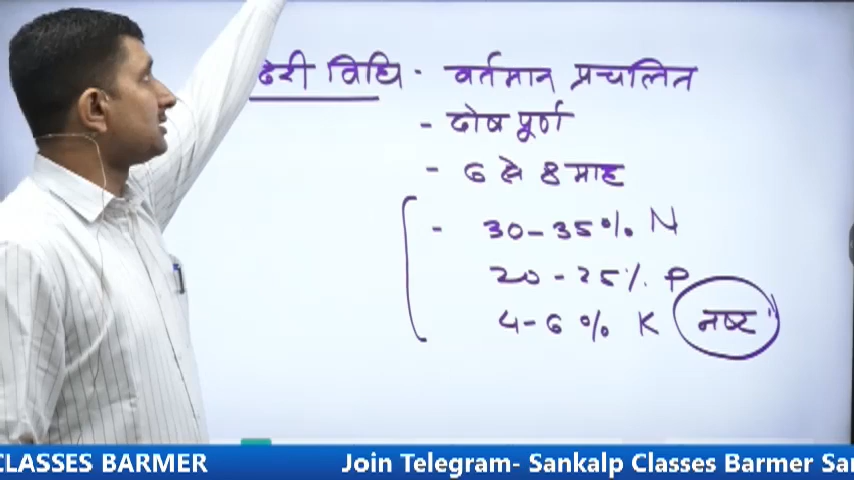 ढेरी विधि - वर्तमान प्रचलित
- दोष पूर्ण
- 6 से 8 माह
- 30-35% N
20-25% P
4-6% K नष्ट
CLASSES BARMER Join Telegram- Sankalp Classes Barmer Sa